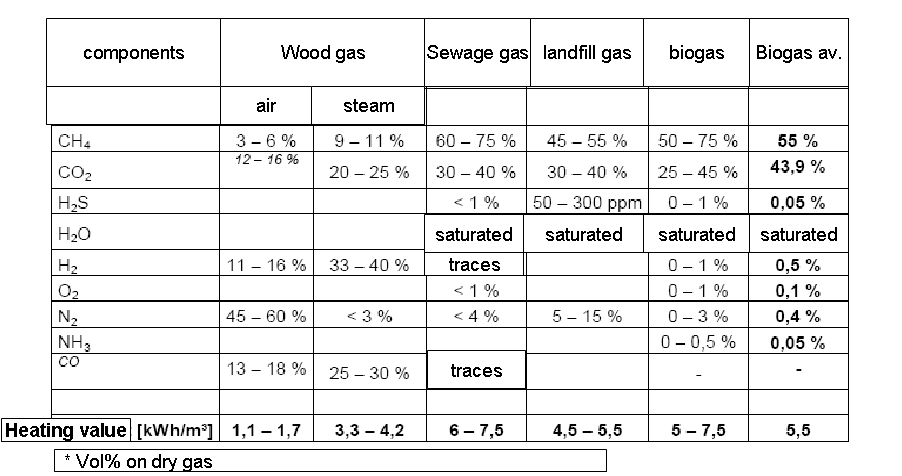 components Wood gas Sewage gas landfill gas biogas Biogas av.
air steam
CH₄ 3 – 6 % 9 – 11 % 60 – 75 % 45 – 55 % 50 – 75 % 55 %
CO₂ 12 – 16 % 20 – 25 % 30 – 40 % 30 – 40 % 25 – 45 % 43,9 %
H₂S < 1 % 50 – 300 ppm 0 – 1 % 0,05 %
H₂O saturated saturated saturated saturated
H₂ 11 – 16 % 33 – 40 % traces 0 – 1 % 0,5 %
O₂ < 1 % 0 – 1 % 0,1 %
N₂ 45 – 60 % < 3 % < 4 % 5 – 15 % 0 – 3 % 0,4 %
NH₃ 0 – 0,5 % 0,05 %
CO 13 – 18 % 25 – 30 % traces - -
Heating value [kWh/m³] 1,1 – 1,7 3,3 – 4,2 6 – 7,5 4,5 – 5,5 5 – 7,5 5,5
* Vol% on dry gas